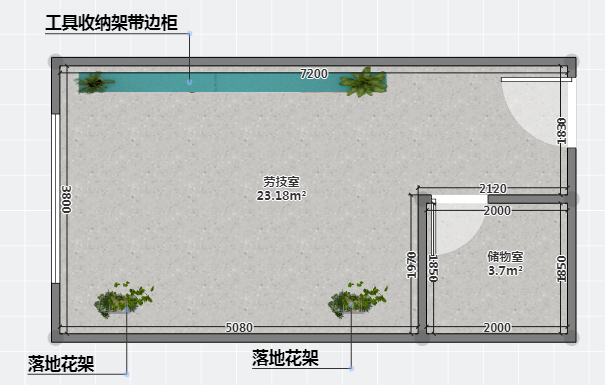 工具收纳架带边柜
7200
1830
劳技室
23.18m²
3800
2120
2000
1970
1850
储物室
3.7m²
1850
5080
2000
落地花架
落地花架